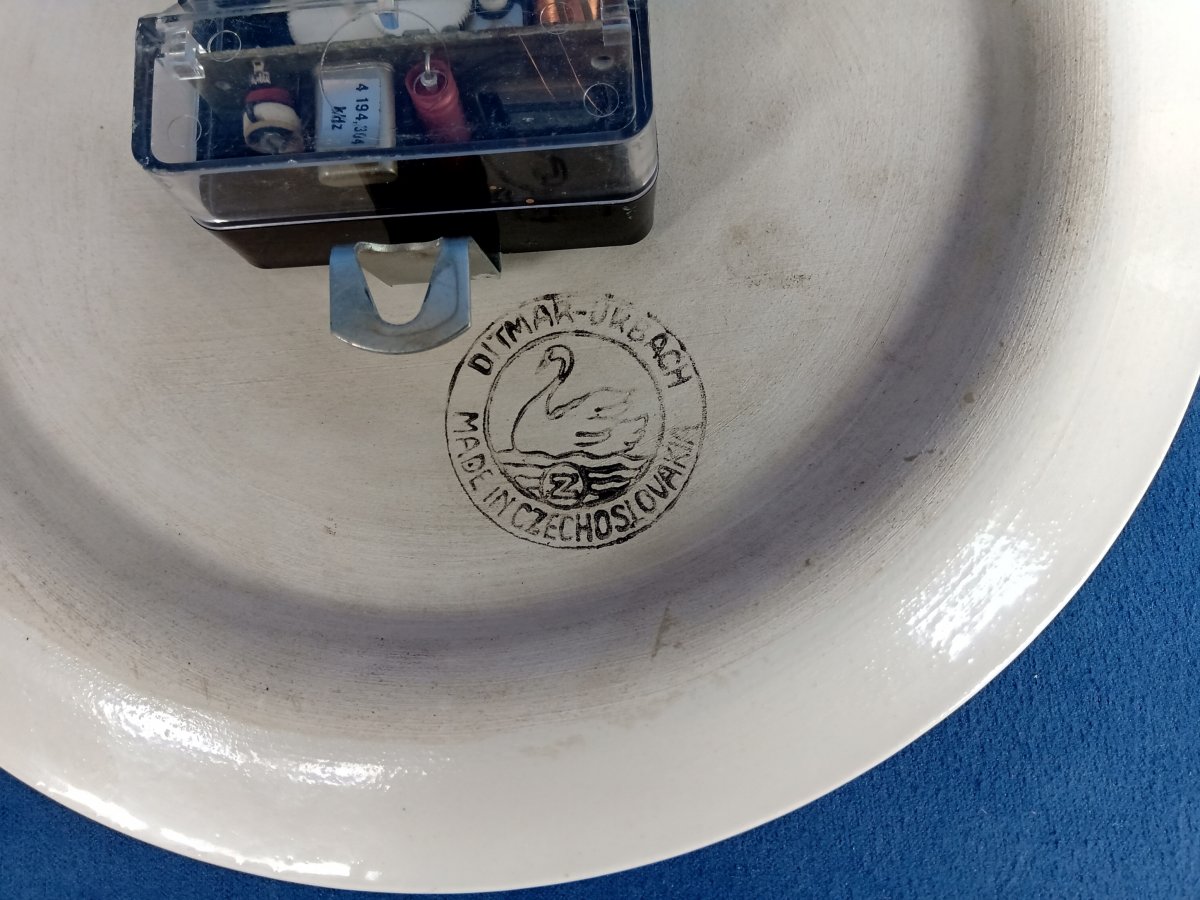 4 194,304
kHz
DITMAR-URBACH
MADE IN CZECHOSLOVAKIA
Z